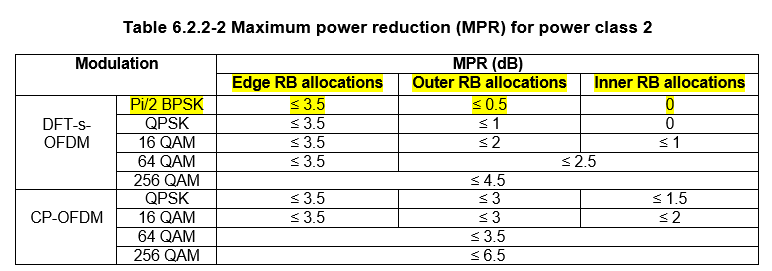 Table 6.2.2-2 Maximum power reduction (MPR) for power class 2
Modulation MPR (dB)
Edge RB allocations Outer RB allocations Inner RB allocations
DFT-s-OFDM Pi/2 BPSK ≤ 3.5 ≤ 0.5 0
QPSK ≤ 3.5 ≤ 1 0
16 QAM ≤ 3.5 ≤ 2 ≤ 1
64 QAM ≤ 3.5 ≤ 2.5
256 QAM ≤ 4.5
CP-OFDM QPSK ≤ 3.5 ≤ 3 ≤ 1.5
16 QAM ≤ 3.5 ≤ 3 ≤ 2
64 QAM ≤ 3.5
256 QAM ≤ 6.5